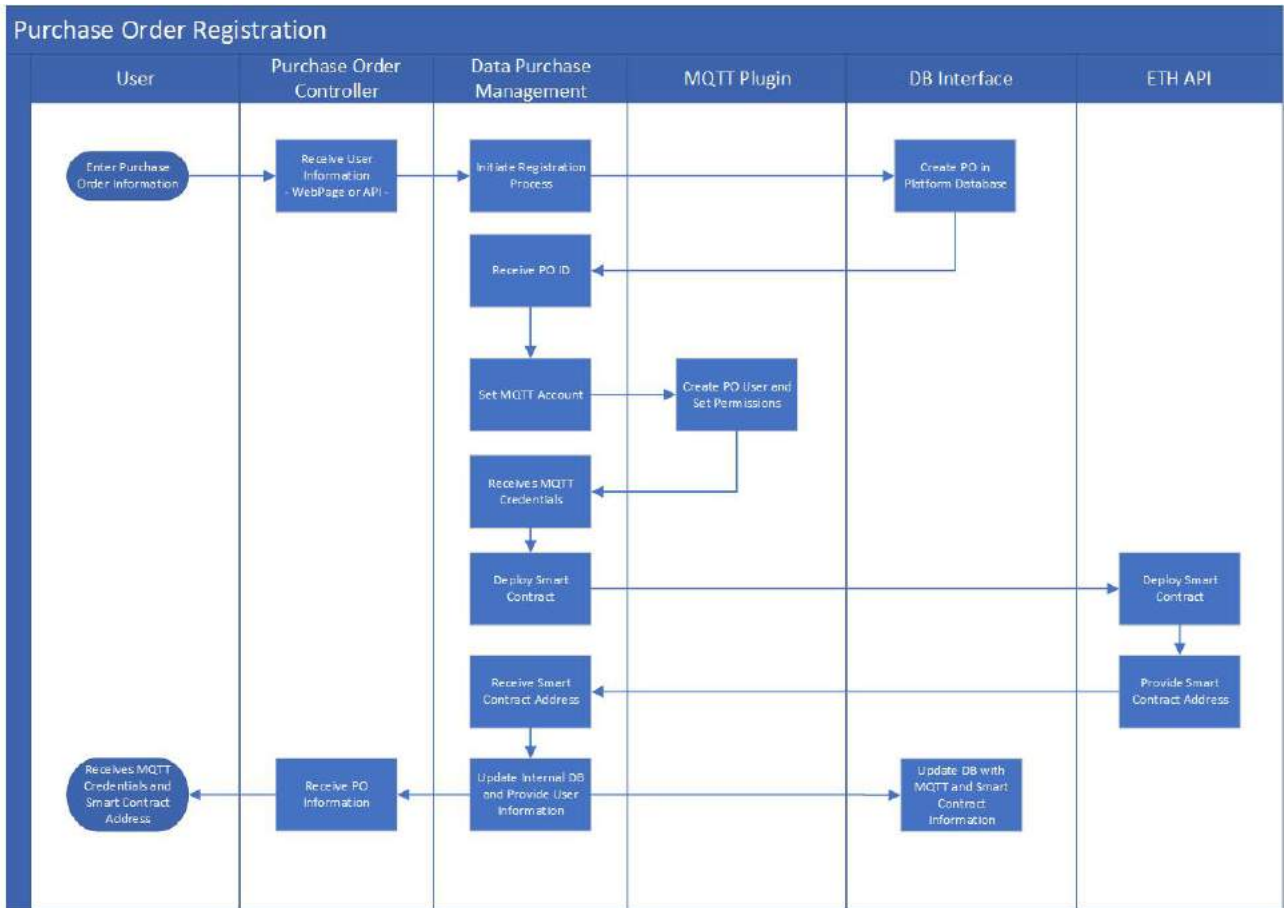 Purchase Order Registration
User
Purchase Order
Controller
Data Purchase
Management
MQTT Plugin
DB Interface
ETH API
Enter Purchase
Order Information
Receive User
Information
- WebPage or API -
Initiate Registration
Process
Create PO in
Platform Database
Receive PO ID
Set MQTT Account
Create PO User and
Set Permissions
Receives MQTT
Credentials
Deploy Smart
Contract
Deploy Smart
Contract
Receive Smart
Contract Address
Provide Smart
Contract Address
Receives MQTT
Credentials and
Smart Contract
Address
Receive PO
Information
Update Internal DB
and Provide User
Information
Update DB with
MQTT and Smart
Contract
Information